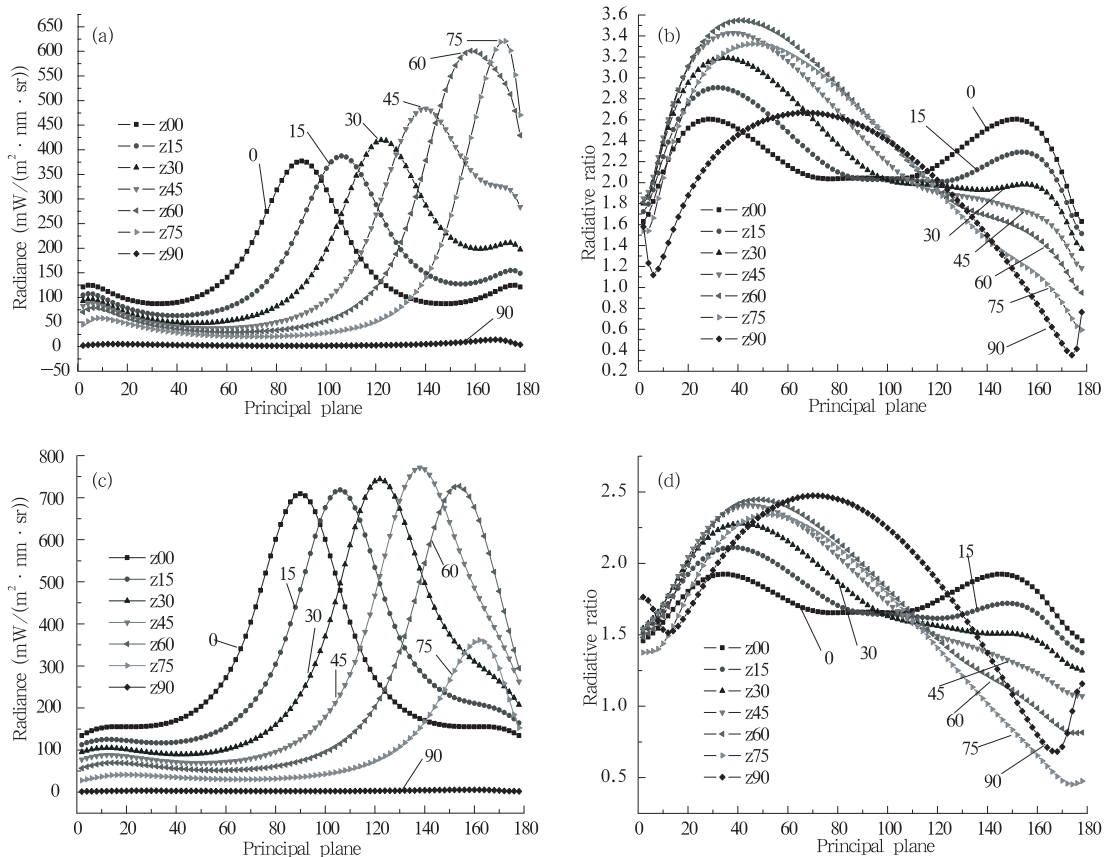 (a)
Radiance (mW/(m² · nm · sr)
650
600
550
500
450
400
350
300
250
200
150
100
50
0
−50
z00
z15
z30
z45
z60
z75
z90
0
15
30
45
60
75
90
0 20 40 60 80 100 120 140 160 180
Principal plane
(b)
Radiative ratio
3.6
3.4
3.2
3.0
2.8
2.6
2.4
2.2
2.0
1.8
1.6
1.4
1.2
1.0
0.8
0.6
0.4
0.2
z00
z15
z30
z45
z60
z75
z90
0
15
30
45
60
75
90
0 20 40 60 80 100 120 140 160 180
Principal plane
(c)
Radiance (mW/(m² · nm · sr)
800
700
600
500
400
300
200
100
0
z00
z15
z30
z45
z60
z75
z90
0
15
30
45
60
75
90
0 20 40 60 80 100 120 140 160 180
Principal plane
(d)
Radiative ratio
2.5
2.0
1.5
1.0
0.5
z00
z15
z30
z45
z60
z75
z90
15
0
30
45
60
75
90
0 20 40 60 80 100 120 140 160 180
Principal plane